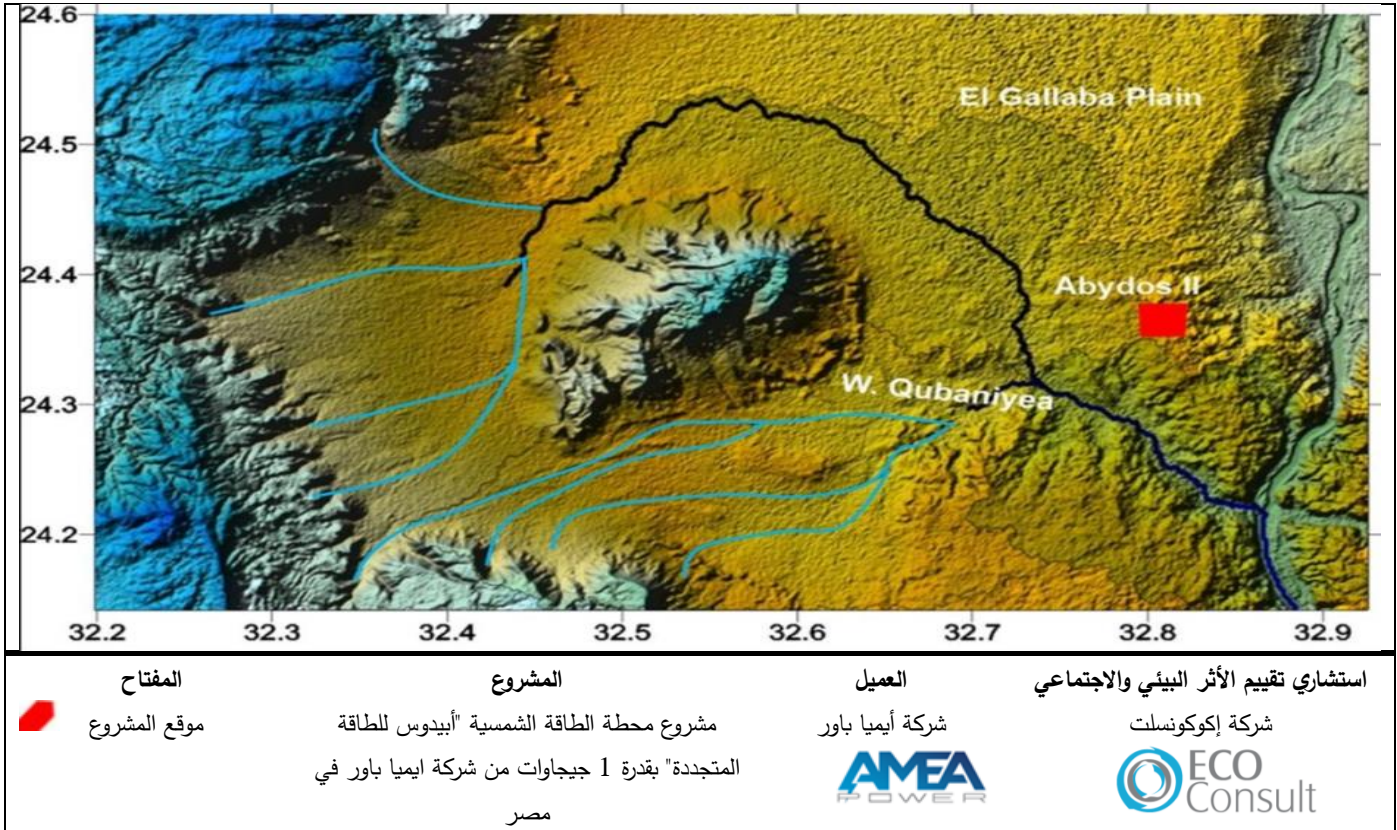 24.6
El Gallaba Plain
24.5
24.4
Abydos II
24.3
W. Qubaniyea
24.2
32.2 32.3 32.4 32.5 32.6 32.7 32.8 32.9
استشاري تقييم الأثر البيئي والاجتماعي
شركة إكوكونسلت
ECO
Consult
العميل
شركة أيميا باور
AMEA
POWER
المشروع
مشروع محطة الطاقة الشمسية "أبيدوس للطاقة
المتجددة" بقدرة 1 جيجاوات من شركة ايميا باور في
مصر
المفتاح
موقع المشروع